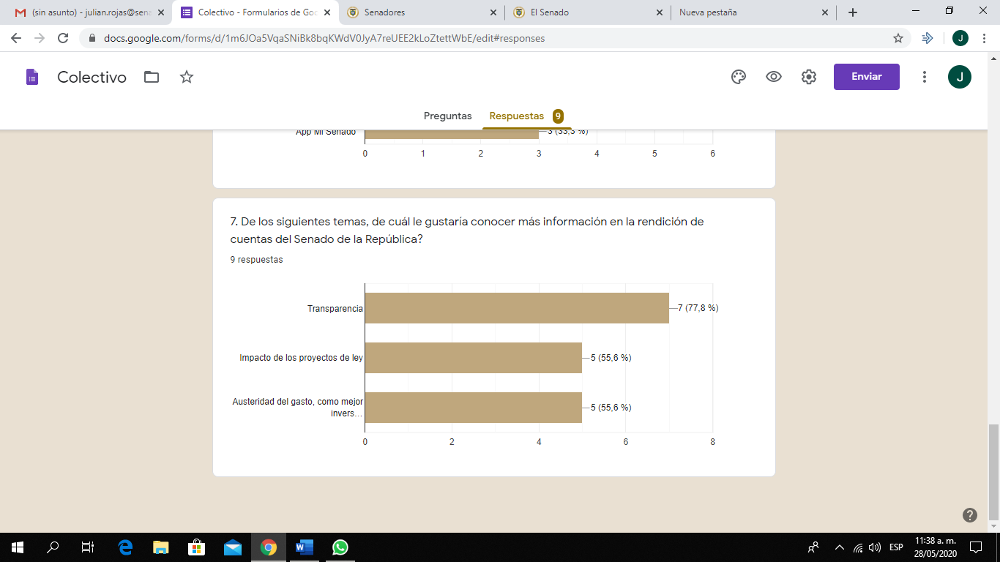 (sin asunto) - julian.rojas@sena
Colectivo - Formularios de Goo
Senadores
El Senado
Nueva pestaña
docs.google.com/forms/d/1m6JOa5VqaSNiBk8bqKWdV0JyA7reUEE2kLoZtettWbE/edit#responses
J
Colectivo
Enviar
J
Preguntas
Respuestas
9
App Mi Senado
3 (33,3 %)
0
1
2
3
4
5
6
7. De los siguientes temas, de cuál le gustaría conocer más información en la rendición de
cuentas del Senado de la República?
9 respuestas
Transparencia
7 (77,8 %)
Impacto de los proyectos de ley
5 (55,6 %)
Austeridad del gasto, como mejor
invers…
5 (55,6 %)
0
2
4
6
8
ESP
11:38 a. m.
28/05/2020